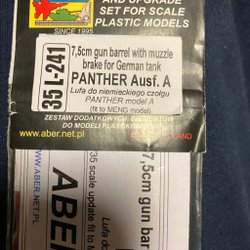 AND UPGRADE
SET FOR SCALE
PLASTIC MODELS
SINCE 1995
35 L-241
7,5cm gun barrel with muzzle
brake for German tank
PANTHER Ausf. A
Lufa do niemieckiego czołgu
PANTHER model A
(fit to MENG model)
ZESTAW DODATKOWYCH ELEMENTÓW
DO MODELI PLASTIKOWYCH
www.aber.net.pl
POLAND
WWW.ABER.NET.PL
ABER
35 scale update fit to M
7,5cm gun barr
PAN
Lufa do